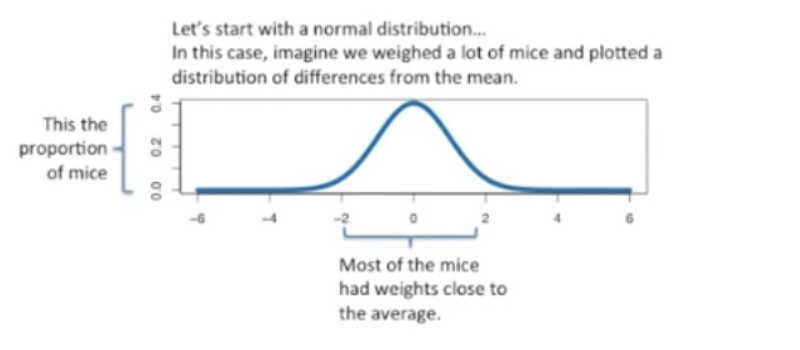 Let's start with a normal distribution...
In this case, imagine we weighed a lot of mice and plotted a
distribution of differences from the mean.
This the
proportion
of mice
0.4
0.2
0.0
-6 -4 -2 0 2 4 6
Most of the mice
had weights close to
the average.